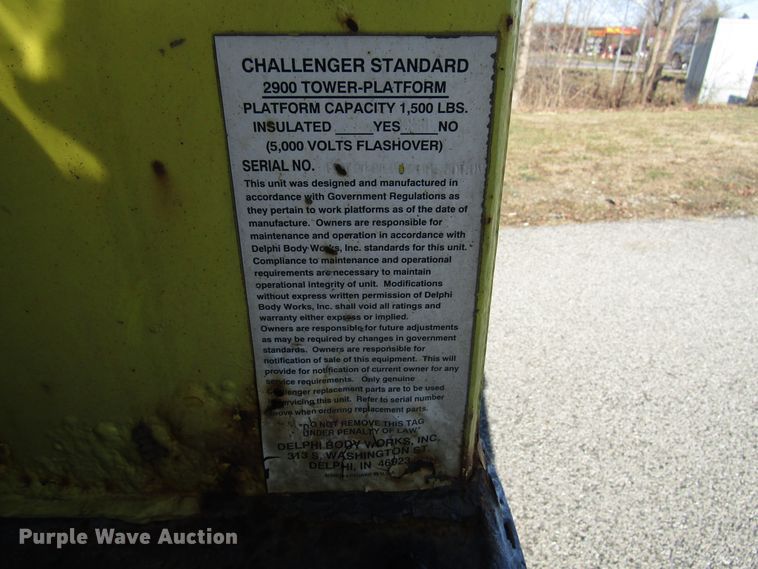 CHALLENGER STANDARD
2900 TOWER-PLATFORM
PLATFORM CAPACITY 1,500 LBS.
INSULATED ____YES____NO
(5,000 VOLTS FLASHOVER)
SERIAL NO.
This unit was designed and manufactured in
accordance with Government Regulations as
they pertain to work platforms as of the date of
manufacture. Owners are responsible for
maintenance and operation in accordance with
Delphi Body Works, Inc. standards for this unit.
Compliance to maintenance and operational
requirements are necessary to maintain
operational integrity of unit. Modifications
without express written permission of Delphi
Body Works, Inc. shall void all ratings and
warranty either express or implied.
Owners are responsible for future adjustments
as may be required by changes in government
standards. Owners are responsible for
notification of sale of this equipment. This will
provide for notification of current owner for any
service requirements. Only genuine
Challenger replacement parts are to be used
in servicing this unit. Refer to serial number
above when ordering replacement parts.
"DO NOT REMOVE THIS TAG
UNDER PENALTY OF LAW"
DELPHI BODY WORKS, INC.
313 S. WASHINGTON ST.
DELPHI, IN 46923
Purple Wave Auction